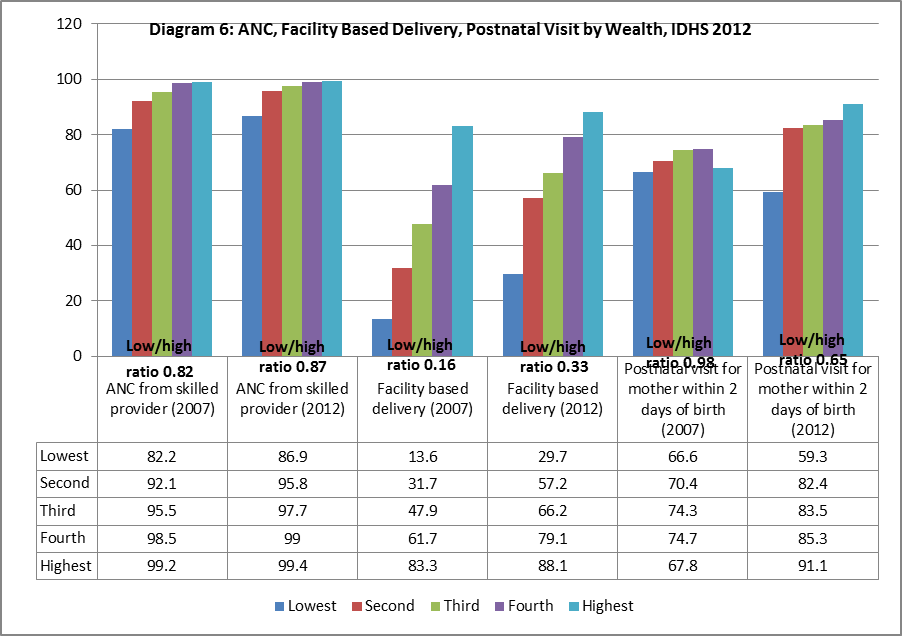 Diagram 6: ANC, Facility Based Delivery, Postnatal Visit by Wealth, IDHS 2012
120
100
80
60
40
20
0
Low/high ratio 0.82
Low/high ratio 0.87
Low/high ratio 0.16
Low/high ratio 0.33
Low/high ratio 0.98
Low/high ratio 0.65
ANC from skilled provider (2007)
ANC from skilled provider (2012)
Facility based delivery (2007)
Facility based delivery (2012)
Postnatal visit for mother within 2 days of birth (2007)
Postnatal visit for mother within 2 days of birth (2012)
Lowest 82.2 86.9 13.6 29.7 66.6 59.3
Second 92.1 95.8 31.7 57.2 70.4 82.4
Third 95.5 97.7 47.9 66.2 74.3 83.5
Fourth 98.5 99 61.7 79.1 74.7 85.3
Highest 99.2 99.4 83.3 88.1 67.8 91.1
Lowest Second Third Fourth Highest